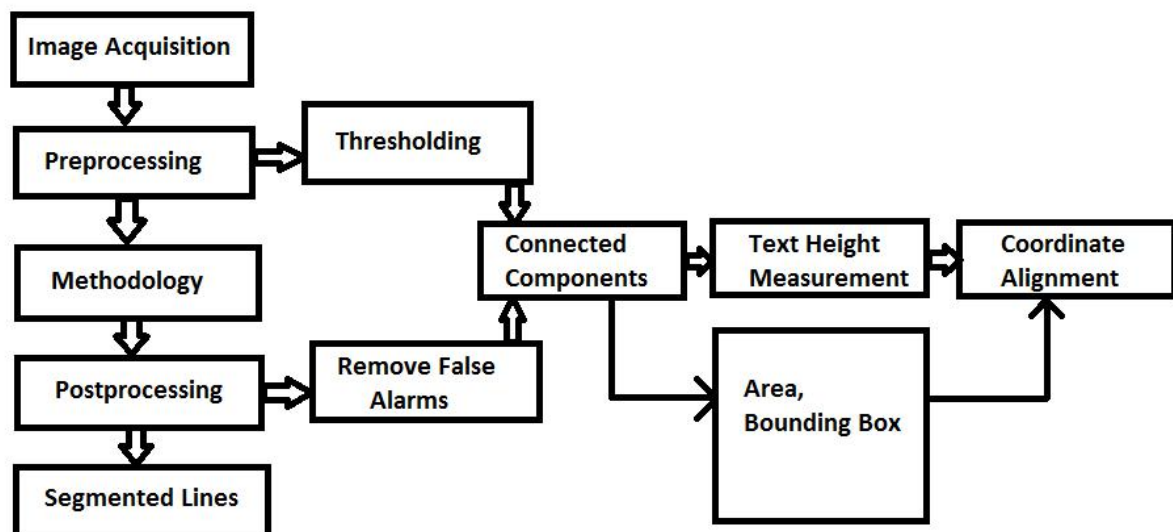 Image Acquisition
Preprocessing
Thresholding
Methodology
Connected
Components
Text Height
Measurement
Coordinate
Alignment
Postprocessing
Remove False
Alarms
Area,
Bounding Box
Segmented Lines